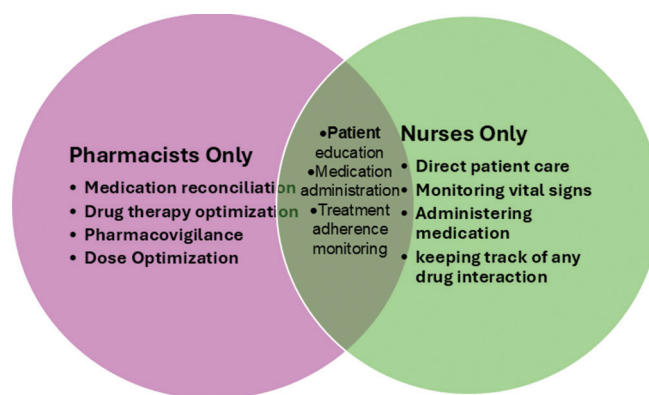 Pharmacists Only
• Medication reconciliation
• Drug therapy optimization
• Pharmacovigilance
• Dose Optimization
•Patient
education
•Medication
administration
•Treatment
adherence
monitoring
Nurses Only
• Direct patient care
• Monitoring vital signs
• Administering
medication
• keeping track of any
drug interaction